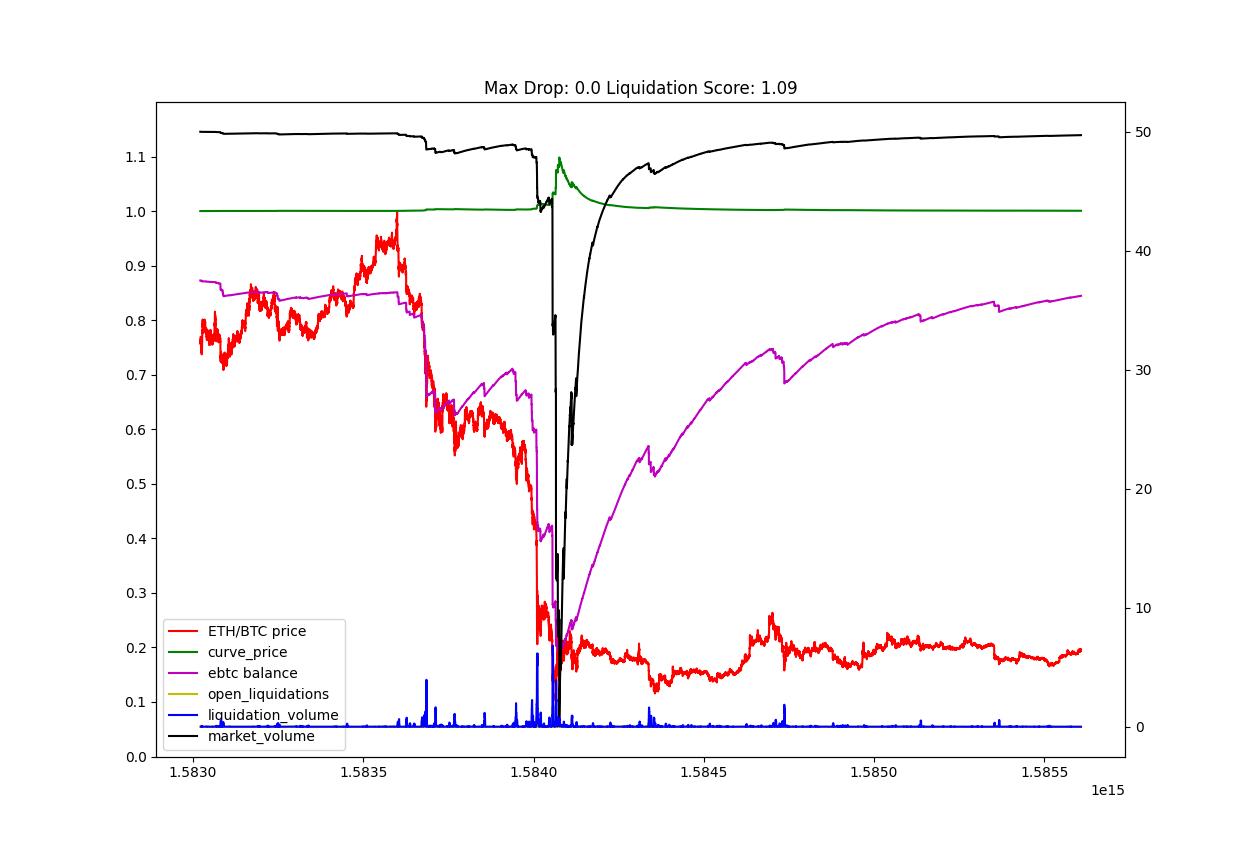 Max Drop: 0.0 Liquidation Score: 1.09
1.1
1.0
0.9
0.8
0.7
0.6
0.5
0.4
0.3
0.2
0.1
0.0
50
40
30
20
10
0
ETH/BTC price
curve_price
ebtc balance
open_liquidations
liquidation_volume
market_volume
1.5830 1.5835 1.5840 1.5845 1.5850 1.5855
1e15